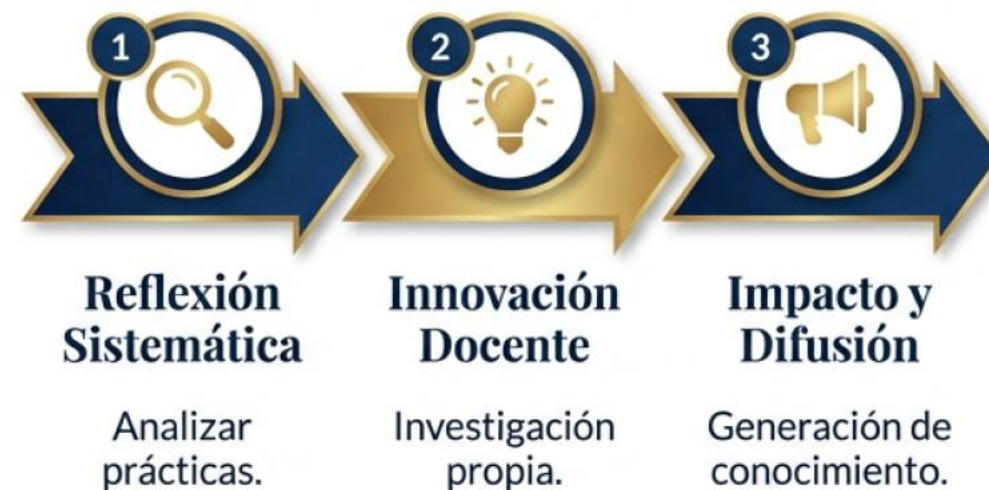 1
2
3
Reflexión
Sistemática
Analizar
prácticas.
Innovación
Docente
Investigación
propia.
Impacto y
Difusión
Generación de
conocimiento.